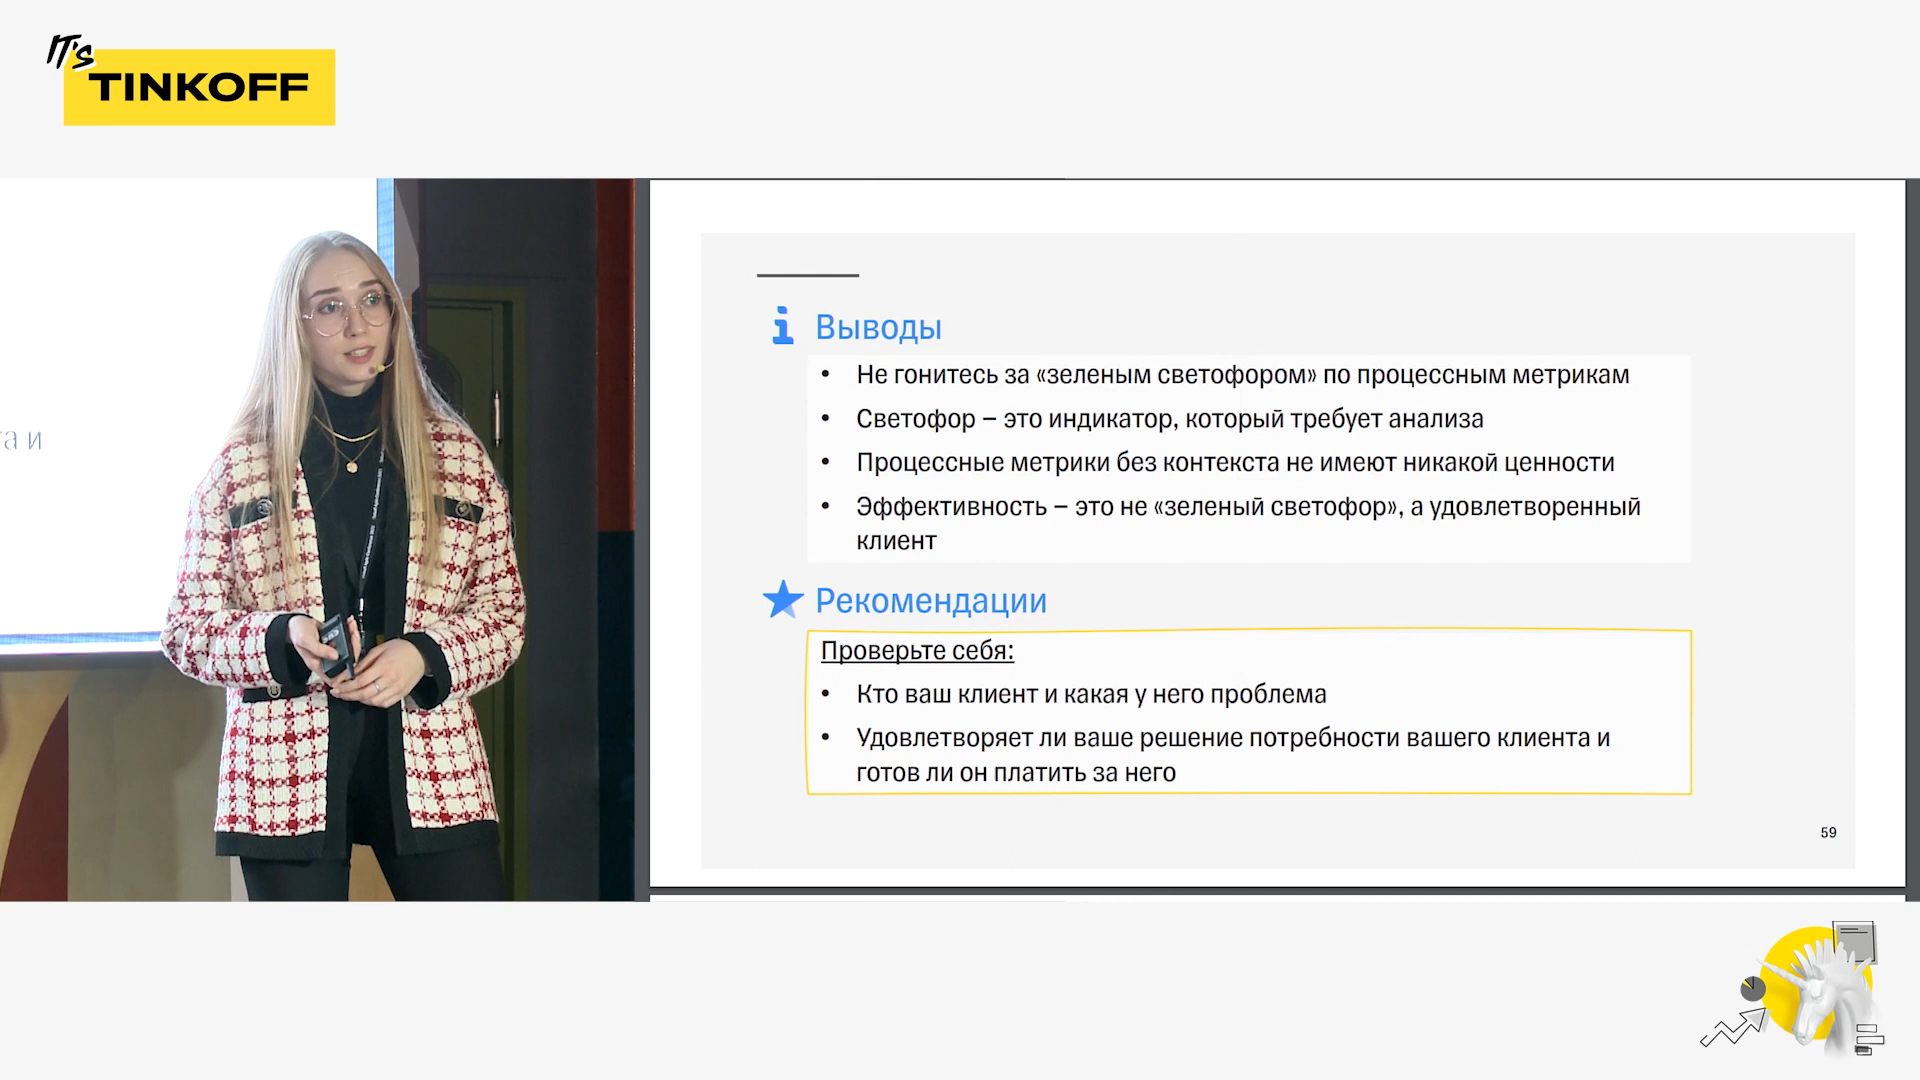 IT's
TINKOFF
та и
Выводы
• Не гонитесь за «зеленым светофором» по процессным метрикам
• Светофор – это индикатор, который требует анализа
• Процессные метрики без контекста не имеют никакой ценности
• Эффективность – это не «зеленый светофор», а удовлетворенный
клиент
Рекомендации
Проверьте себя:
• Кто ваш клиент и какая у него проблема
• Удовлетворяет ли ваше решение потребности вашего клиента и
готов ли он платить за него
59